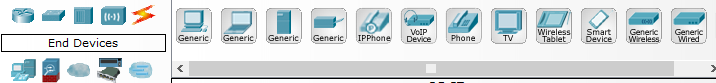 End Devices
Generic Generic Generic Generic IPPhone VoIP Device Phone TV Wireless Tablet Smart Device Generic Wireless Generic Wired